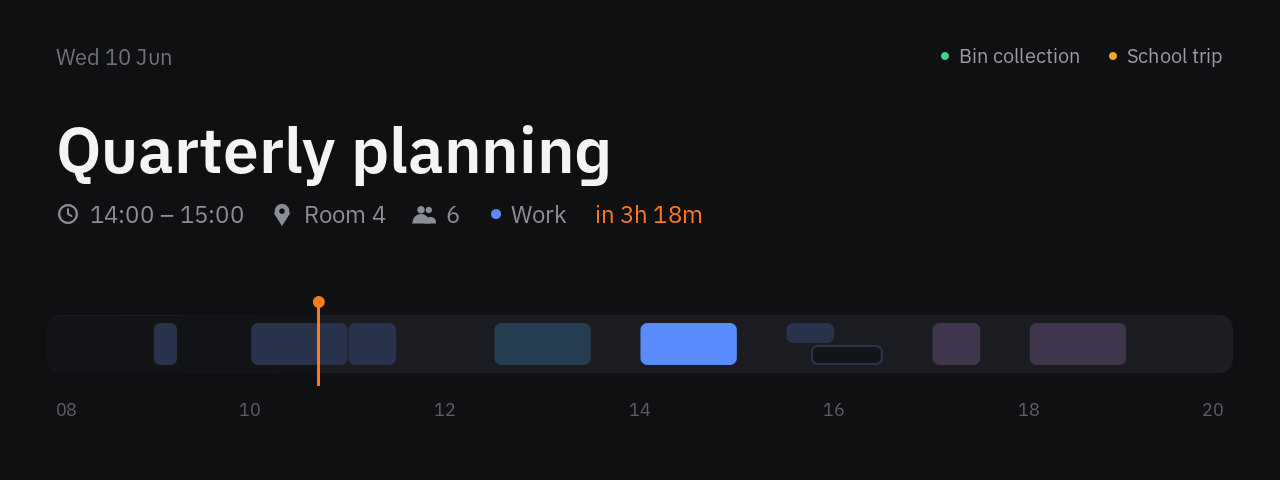 Wed 10 Jun
Bin collection
School trip
Quarterly planning
14:00 – 15:00 Room 4 6 Work in 3h 18m
08 10 12 14 16 18 20